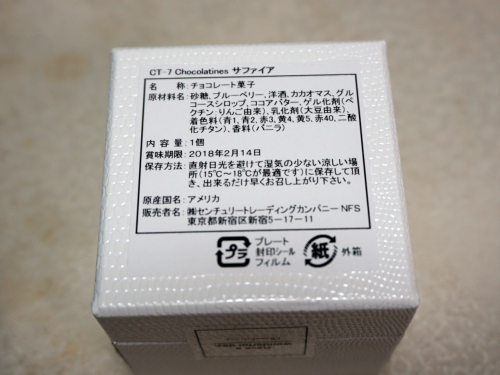 CT-7 Chocolatines サファイア
名　　称:チョコレート菓子
原材料名:砂糖、ブルーベリー、洋酒、カカオマス、グル
コースシロップ、ココアバター、ゲル化剤(ペ
クチン:りんご由来)、乳化剤(大豆由来)、
着色料(青1、青2、赤3、黄4、黄5、赤40、二酸
化チタン)、香料(バニラ)
内 容 量:1個
賞味期限:2018年2月14日
保存方法:直射日光を避けて湿気の少ない涼しい場
所(15℃〜18℃が最適です)に保存して頂
き、出来るだけ早くお召し上がり下さい。
原産国名:アメリカ
販売者名:㈱センチュリートレーディングカンパニー NFS
東京都新宿区新宿5-17-11
プラ
プレート
封印シール
フィルム
紙
外箱